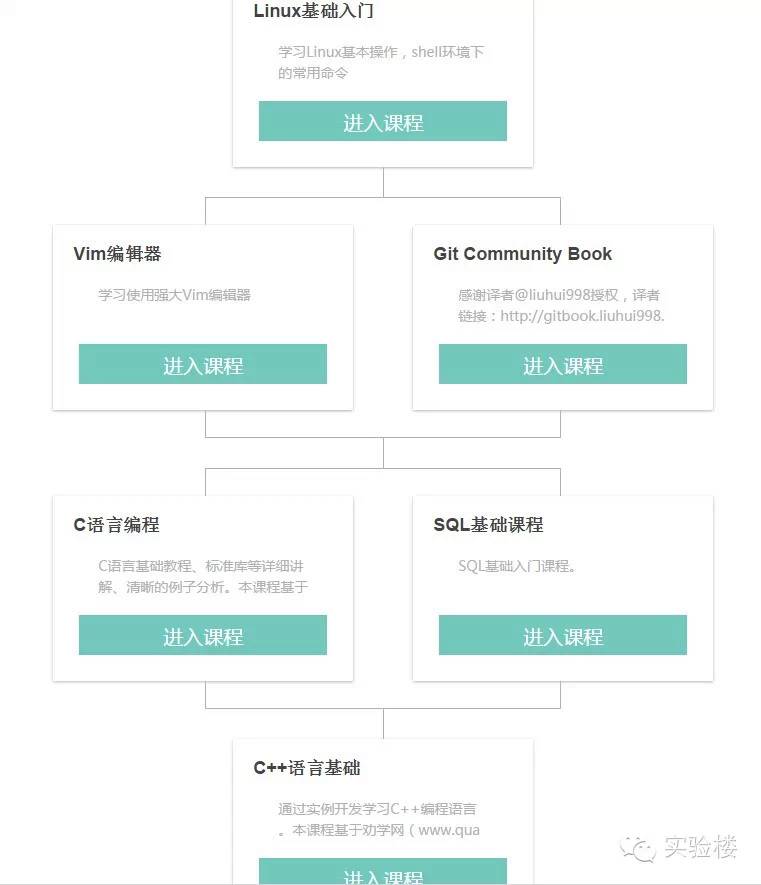 Linux基础入门
学习Linux基本操作，shell环境下
的常用命令
进入课程
Vim编辑器
学习使用强大Vim编辑器
进入课程
Git Community Book
感谢译者@liuhui998授权，译者
链接：http://gitbook.liuhui998.
进入课程
C语言编程
C语言基础教程、标准库等详细讲
解、清晰的例子分析。本课程基于
进入课程
SQL基础课程
SQL基础入门课程。
进入课程
C++语言基础
通过实例开发学习C++编程语言
。本课程基于劝学网（www.qua
进入课程
实验楼